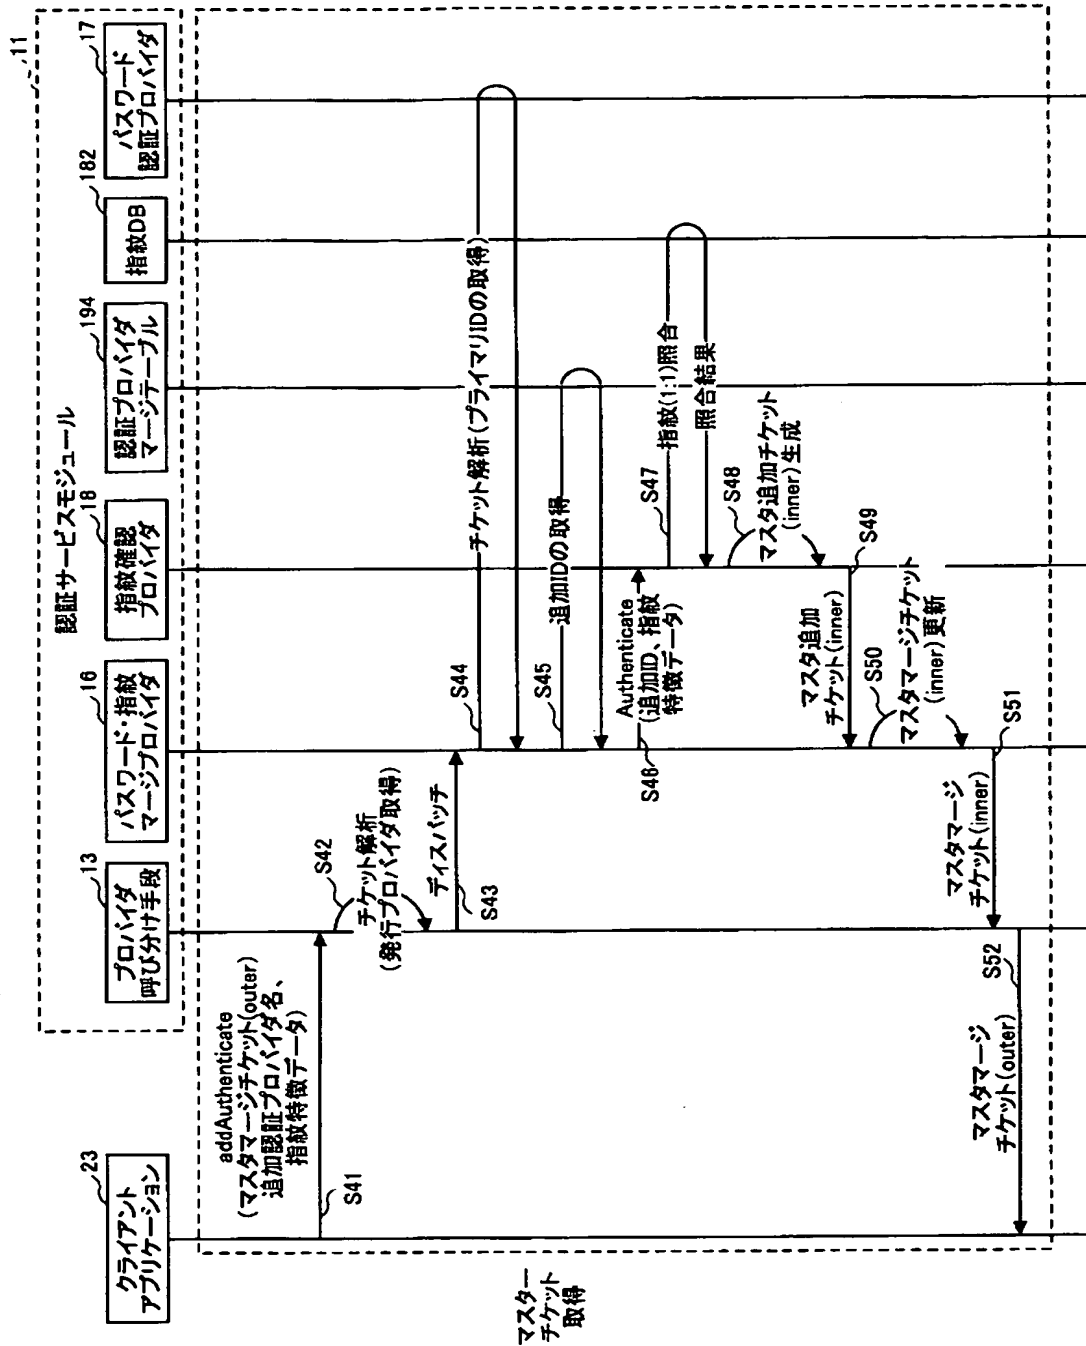 11
認証サービスモジュール
23
クライアント
アプリケーション
13
プロバイダ
呼び分け手段
16
パスワード・指紋
マージプロバイダ
18
指紋確認
プロバイダ
194
認証プロバイダ
マージテーブル
182
指紋DB
17
パスワード
認証プロバイダ
マスター
チケット
取得
addAuthenticate
(マスタマージチケット(outer)
追加認証プロバイダ名、
指紋特徴データ)
S41
S42
チケット解析
(発行プロバイダ取得)
ディスパッチ
S43
S44
チケット解析(プライマリIDの取得)
S45
追加IDの取得
Authenticate
(追加ID、指紋
特徴データ)
S46
S47
指紋(1:1)照合
照合結果
S48
マスタ追加チケット
(inner)生成
S49
マスタ追加
チケット(inner)
S50
マスタマージチケット
(inner)更新
S51
マスタマージ
チケット(inner)
S52
マスタマージ
チケット(outer)